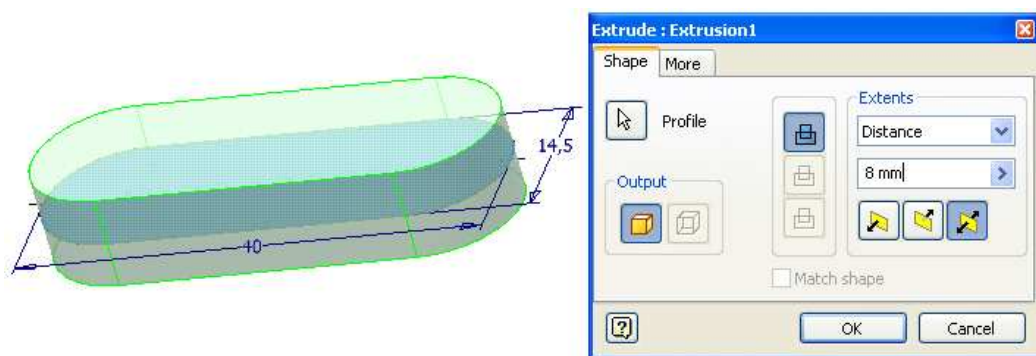 14,5
40
Extrude : Extrusion1
Shape More
Profile
Output
Extents
Distance
8 mm
Match shape
?
OK Cancel